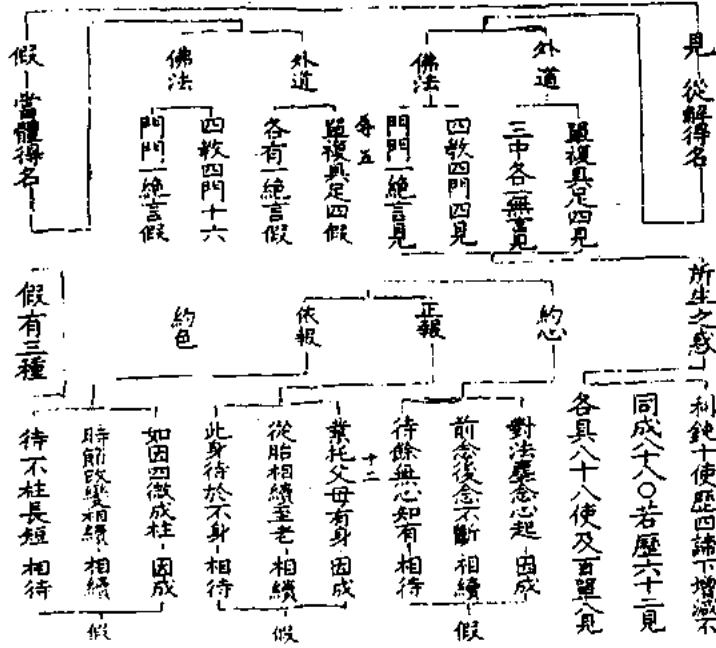 見 從解得名
外道
單複具足四見
三中各一無言見
佛法
四教四門四見
門門一絕言見
每五
外道
單複具足四假
各有一絕言假
佛法
四教四門十六
門門一絕言假
假 當體得名
所生之惑
利鈍十使歷四諦下增減不
同成八十八〇若歷六十二見
各具八十八使及百單八見
約心
對法塵念心起 因成
前念後念不斷 相續
待餘無心知有 相待
假
正報
業托父母有身 因成
十二
從胎相續至老 相續
此身待於不身 相待
假
依報
約色
如因四微成柱 因成
時節改變相續 相續
待不柱長短 相待
假
假有三種